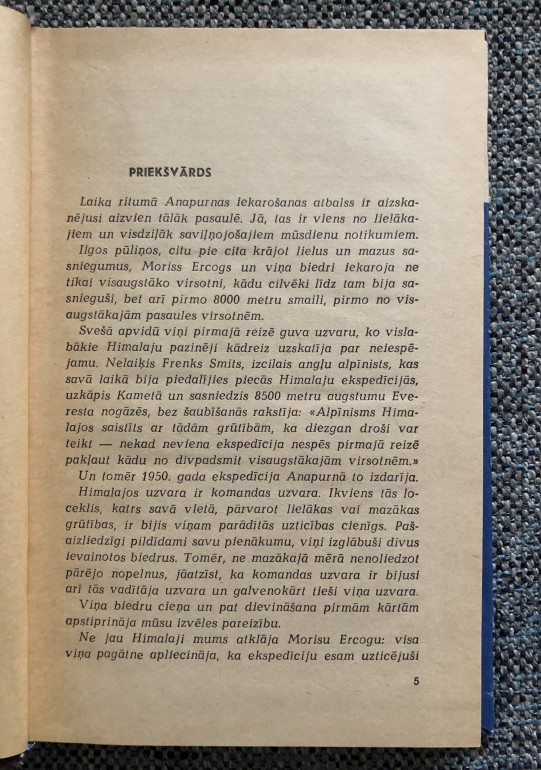 PRIEKŠVĀRDS
Laika ritumā Anapurnas iekarošanas atbalss ir aizska-
nējusi aizvien tālāk pasaulē. Jā, tas ir viens no lielāka-
jiem un visdziļāk saviļņojošajiem mūsdienu notikumiem.
Ilgos pūliņos, citu pie cita krājot lielus un mazus sa-
sniegumus, Moriss Ercogs un viņa biedri iekaroja ne
tikai visaugstāko virsotni, kādu cilvēki līdz tam bija sa-
snieguši, bet arī pirmo 8000 metru smaili, pirmo no vis-
augstākajām pasaules virsotnēm.
Svešā apvidū viņi pirmajā reizē guva uzvaru, ko vislab-
bākie Himalaju pazinēji kādreiz uzskatīja par neiespē-
jamu. Nelaiķis Frenks Smits, izcilais angļu alpīnists, kas
savā laikā bija piedalījies piecās Himalaju ekspedīcijās,
uzkāpis Kametā un sasniedzis 8500 metru augstumu Eve-
resta nogāzēs, bez šaubīšanās rakstīja: «Alpīnisms Hima-
lajos saistīts ar tādām grūtībām, ka diezgan droši var
teikt — nekad neviena ekspedīcija nespēs pirmajā reizē
pakļaut kādu no divpadsmit visaugstākajām virsotnēm.»
Un tomēr 1950. gada ekspedīcija Anapurnā to izdarīja.
Himalajos uzvara ir komandas uzvara. Ikviens tās lo-
ceklis, katrs savā vietā, pārvarot lielākas vai mazākas
grūtības, ir bijis viņam parādītās uzticības cienīgs. Paš-
aizliedzīgi pildīdami savu pienākumu, viņi izglābuši divus
ievainotos biedrus. Tomēr, ne mazākajā mērā nenoliedzot
pārējo nopelnus, jāatzīst, ka komandas uzvara ir bijusi
arī tās vadītāja uzvara un galvenokārt tieši viņa uzvara.
Viņa biedru cieņa un pat dievināšana pirmām kārtām
apstiprināja mūsu izvēles pareizību.
Ne jau Himalaji mums atklāja Morisu Ercogu: visa
viņa pagātne apliecināja, ka ekspedīciju esam uzticējuši
5